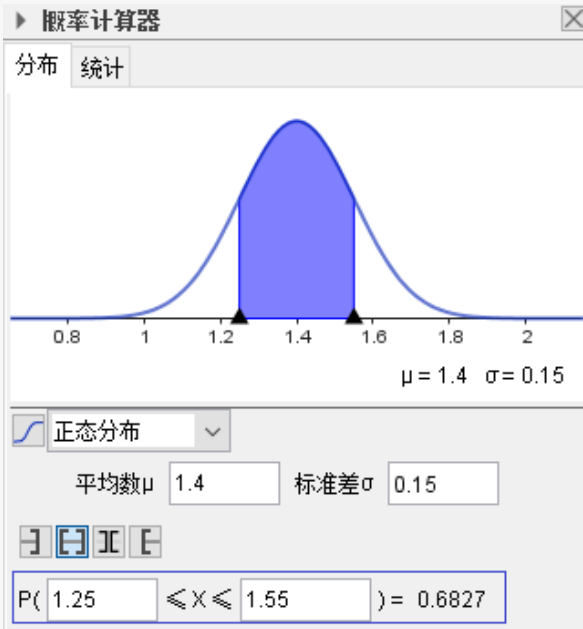 概率计算器
分布 统计
0.8 1 1.2 1.4 1.6 1.8 2
μ = 1.4 σ = 0.15
正态分布
平均数μ 1.4 标准差σ 0.15
P( 1.25 ≤ X ≤ 1.55 ) = 0.6827